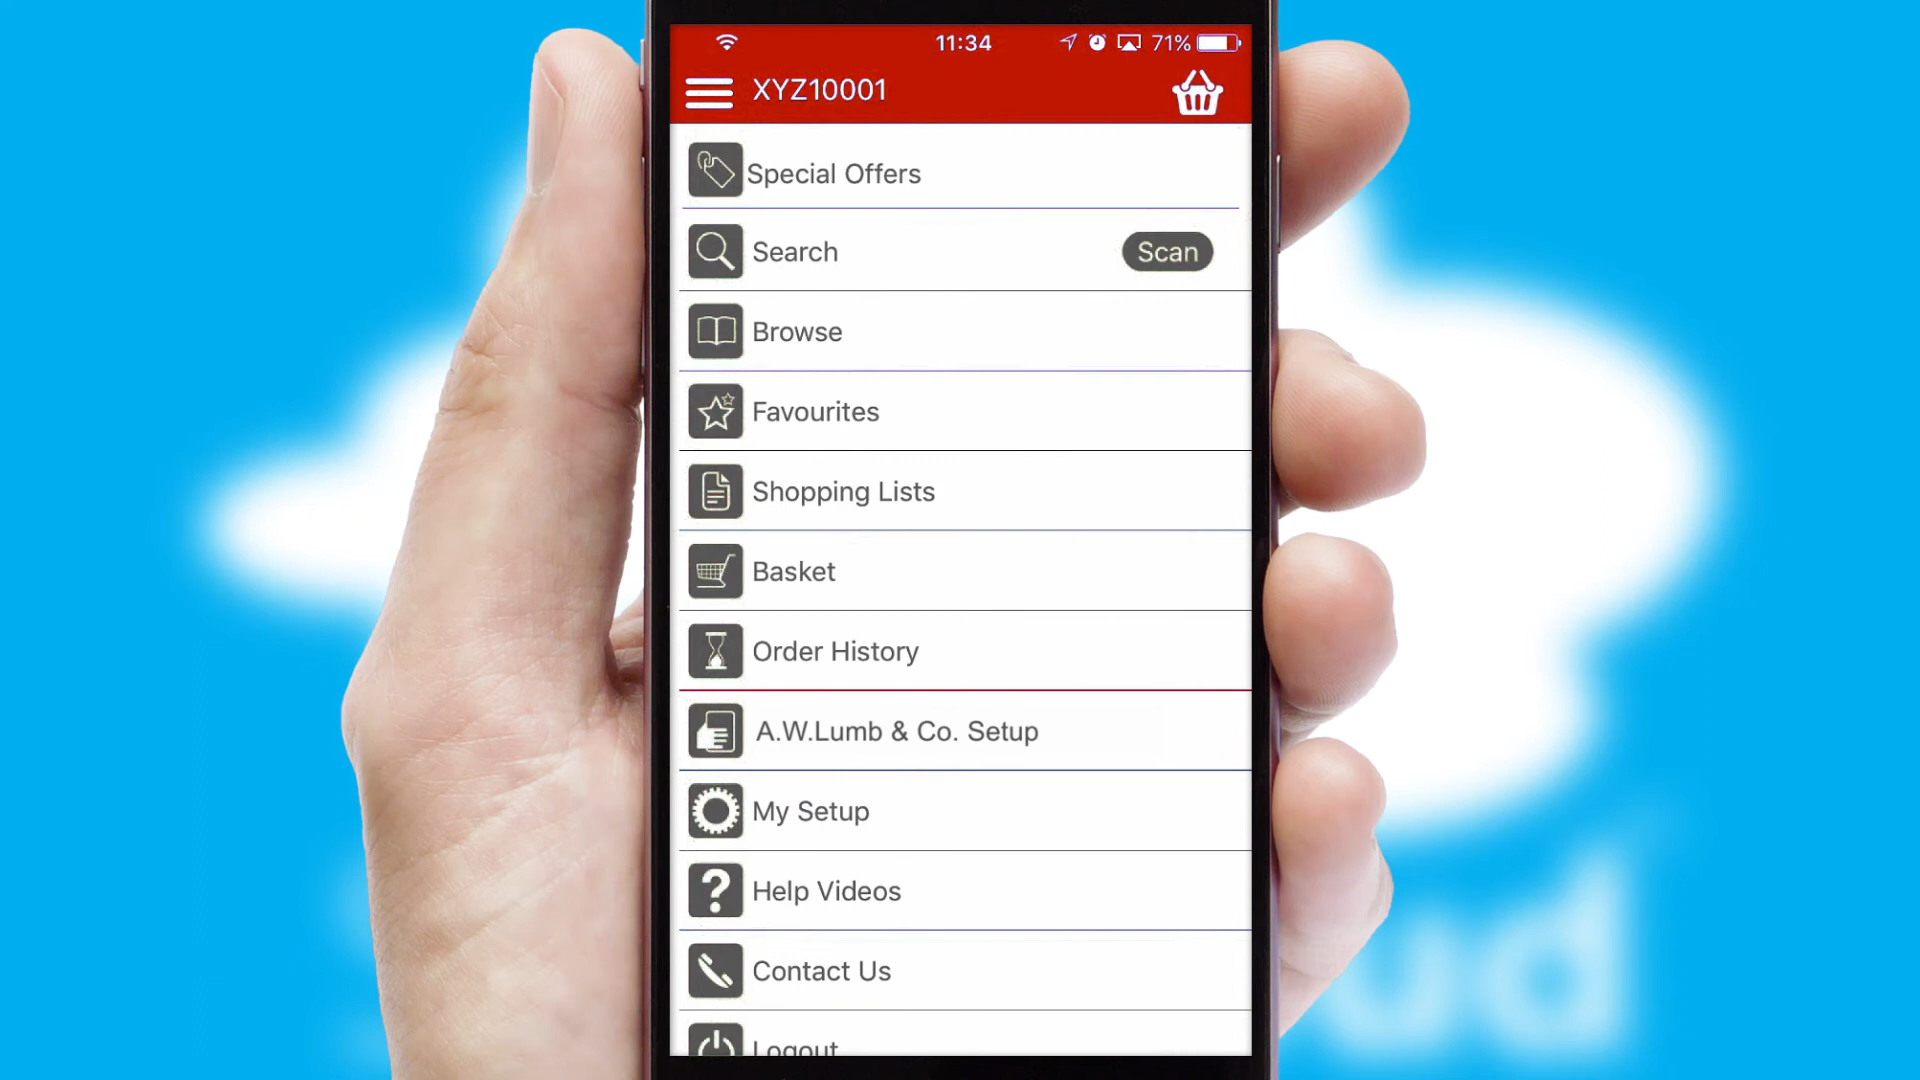 11:34
71%
XYZ10001
Special Offers
Search
Scan
Browse
Favourites
Shopping Lists
Basket
Order History
A.W.Lumb & Co. Setup
My Setup
Help Videos
Contact Us
Logout